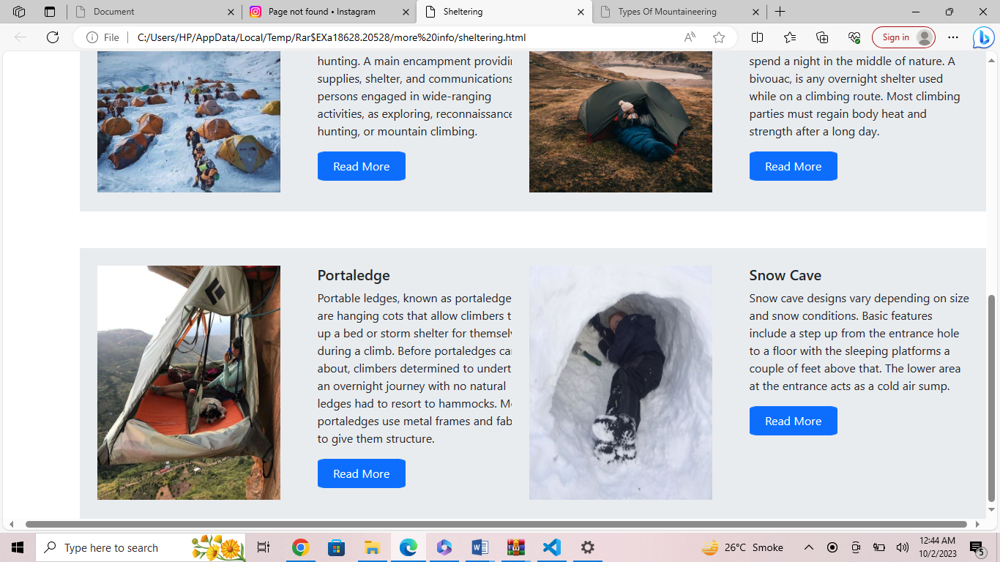 Document
Page not found • Instagram
Sheltering
Types Of Mountaineering
File
C:/Users/HP/AppData/Local/Temp/Rar$EXa18628.20528/more%20info/sheltering.html
Sign in
hunting. A main encampment providin
supplies, shelter, and communications
persons engaged in wide-ranging
activities, as exploring, reconnaissance
hunting, or mountain climbing.
Read More
spend a night in the middle of nature. A
bivouac, is any overnight shelter used
while on a climbing route. Most climbing
parties must regain body heat and
strength after a long day.
Read More
Portaledge
Portable ledges, known as portaledge
are hanging cots that allow climbers t
up a bed or storm shelter for themselv
during a climb. Before portaledges ca
about, climbers determined to undert
an overnight journey with no natural
ledges had to resort to hammocks. M
portaledges use metal frames and fab
to give them structure.
Read More
Snow Cave
Snow cave designs vary depending on size
and snow conditions. Basic features
include a step up from the entrance hole
to a floor with the sleeping platforms a
couple of feet above that. The lower area
at the entrance acts as a cold air sump.
Read More
Type here to search
26°C Smoke
12:44 AM
10/2/2023
5